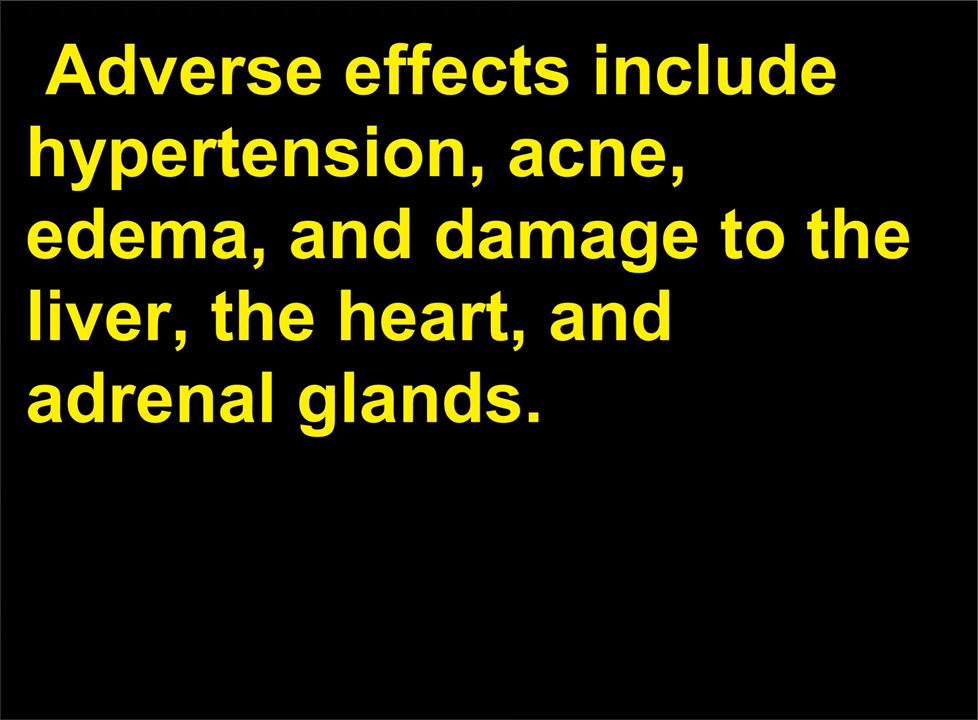 Adverse effects include
hypertension, acne,
edema, and damage to the
liver, the heart, and
adrenal glands.